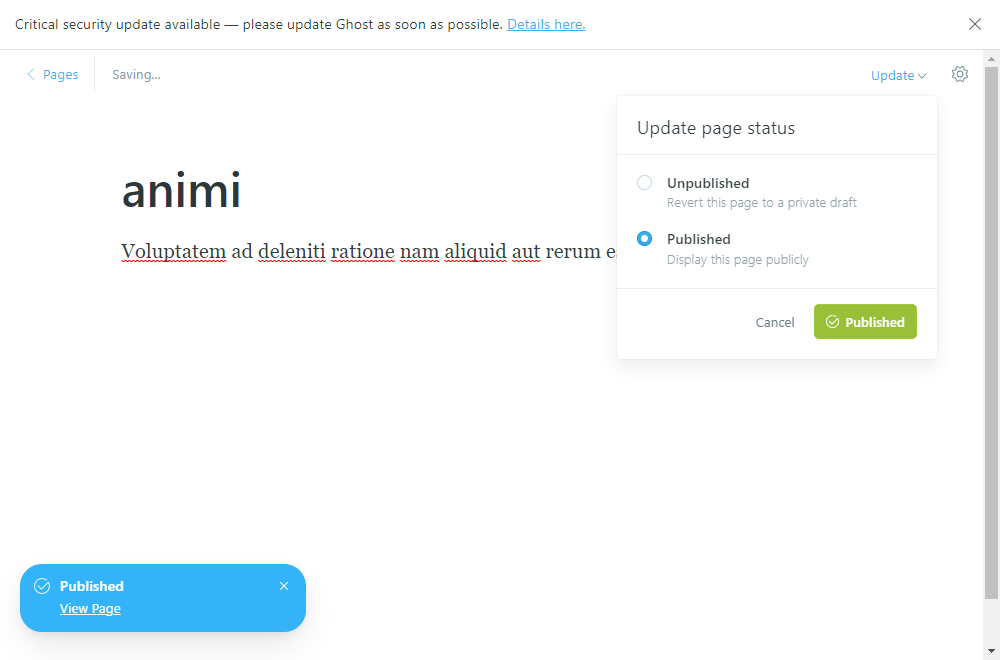 Critical security update available — please update Ghost as soon as possible. Details here.
Pages
Saving...
Update
Update page status
animi
Unpublished
Revert this page to a private draft
Voluptatem ad deleniti ratione nam aliquid aut rerum
Published
Display this page publicly
Cancel
Published
Published
View Page